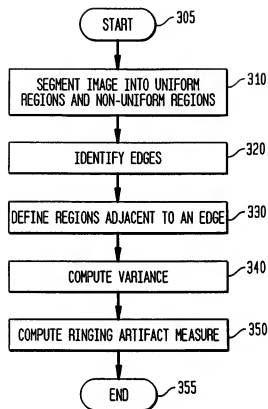 START
305
SEGMENT IMAGE INTO UNIFORM
REGIONS AND NON-UNIFORM REGIONS
310
IDENTIFY EDGES
320
DEFINE REGIONS ADJACENT TO AN EDGE
330
COMPUTE VARIANCE
340
COMPUTE RINGING ARTIFACT MEASURE
350
END
355